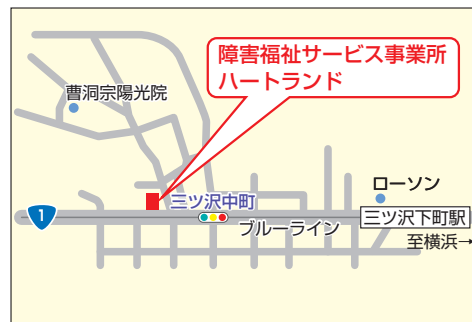 障害福祉サービス事業所
ハートランド
曹洞宗陽光院
三ツ沢中町
ローソン
1
ブルーライン
三ツ沢下町駅
至横浜→